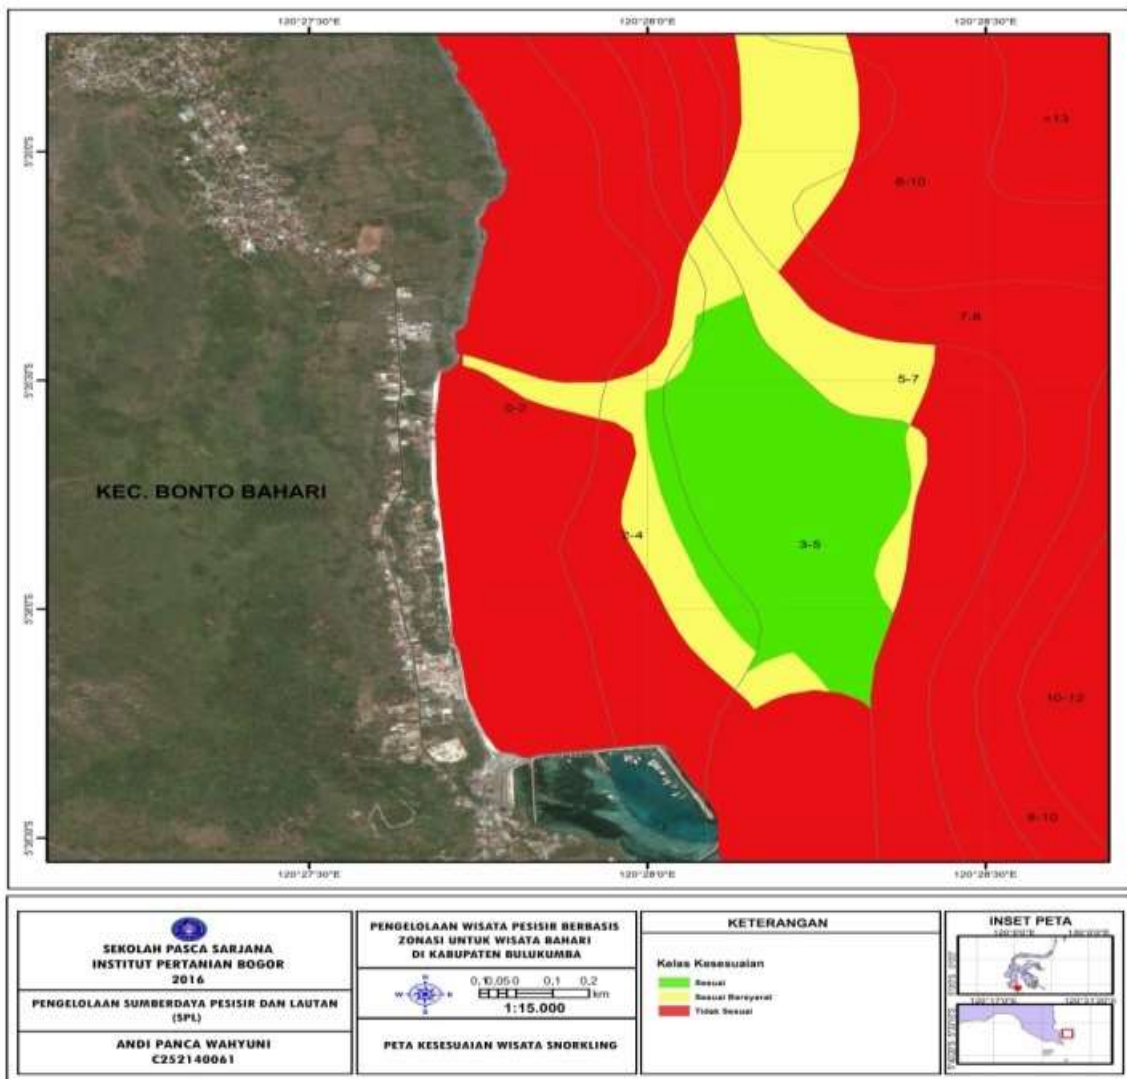 120°27'30"E 120°28'0"E 120°28'30"E
<13
8-10
7-8
5-7
0-2
KEC. BONTO BAHARI
2-4
3-5
10-12
8-10
120°27'30"E 120°28'0"E 120°28'30"E
SEKOLAH PASCA SARJANA
INSTITUT PERTANIAN BOGOR
2016
PENGELOLAAN SUMBERDAYA PESISIR DAN LAUTAN
(SPL)
ANDI PANCA WAHYUNI
C252140061
PENGELOLAAN WISATA PESISIR BERBASIS
ZONASI UNTUK WISATA BAHARI
DI KABUPATEN BULUKUMBA
N
W E
S
0,1 0,05 0 0,1 0,2
km
1:15.000
PETA KESESUAIAN WISATA SNORKLING
KETERANGAN
Kelas Kesesuaian
Sesuai
Sesuai Bersyarat
Tidak Sesuai
INSET PETA